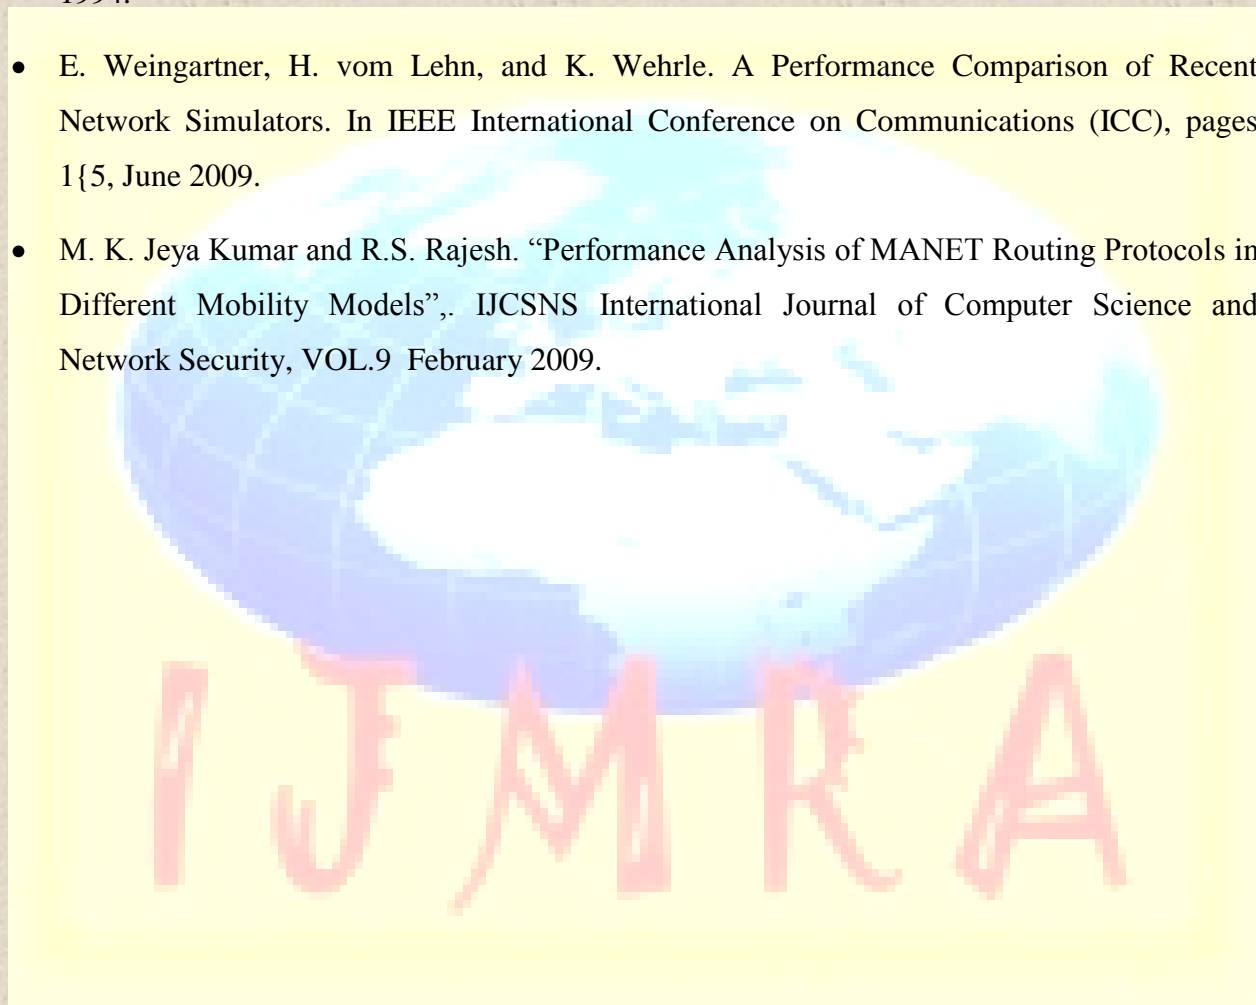 1994.
• E. Weingartner, H. vom Lehn, and K. Wehrle. A Performance Comparison of Recent
Network Simulators. In IEEE International Conference on Communications (ICC), pages
1{5, June 2009.
• M. K. Jeya Kumar and R.S. Rajesh. “Performance Analysis of MANET Routing Protocols in
Different Mobility Models”,. IJCSNS International Journal of Computer Science and
Network Security, VOL.9 February 2009.
IJMRA